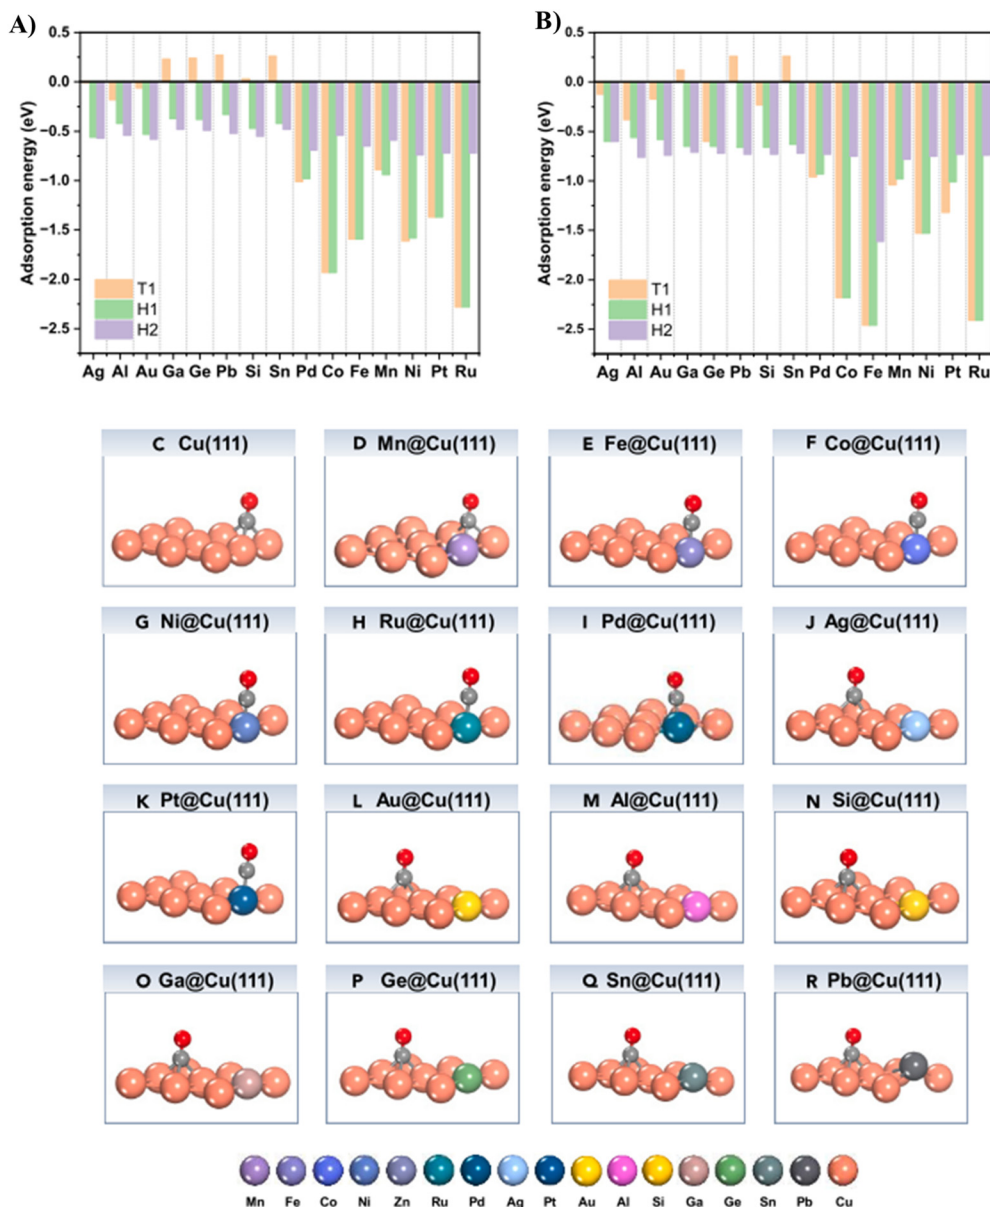 A)
B)
0.5
0.0
−0.5
−1.0
−1.5
−2.0
−2.5
Adsorption energy (eV)
T1
H1
H2
Ag Al Au Ga Ge Pb Si Sn Pd Co Fe Mn Ni Pt Ru
0.5
0.0
−0.5
−1.0
−1.5
−2.0
−2.5
Adsorption energy (eV)
T1
H1
H2
Ag Al Au Ga Ge Pb Si Sn Pd Co Fe Mn Ni Pt Ru
C Cu(111)
D Mn@Cu(111)
E Fe@Cu(111)
F Co@Cu(111)
G Ni@Cu(111)
H Ru@Cu(111)
I Pd@Cu(111)
J Ag@Cu(111)
K Pt@Cu(111)
L Au@Cu(111)
M Al@Cu(111)
N Si@Cu(111)
O Ga@Cu(111)
P Ge@Cu(111)
Q Sn@Cu(111)
R Pb@Cu(111)
Mn Fe Co Ni Zn Ru Pd Ag Pt Au Al Si Ga Ge Sn Pb Cu